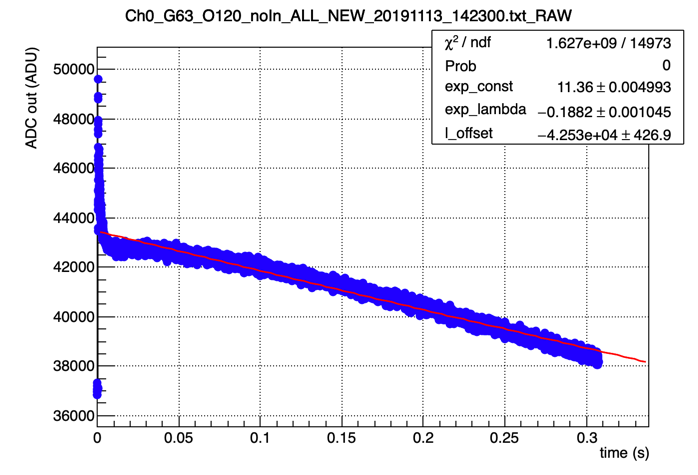 Ch0_G63_O120_noIn_ALL_NEW_20191113_142300.txt_RAW
χ² / ndf 1.627e+09 / 14973
Prob 0
exp_const 11.36 ± 0.004993
exp_lambda −0.1882 ± 0.001045
l_offset −4.253e+04 ± 426.9
ADC out (ADU)
50000
48000
46000
44000
42000
40000
38000
36000
0 0.05 0.1 0.15 0.2 0.25 0.3
time (s)